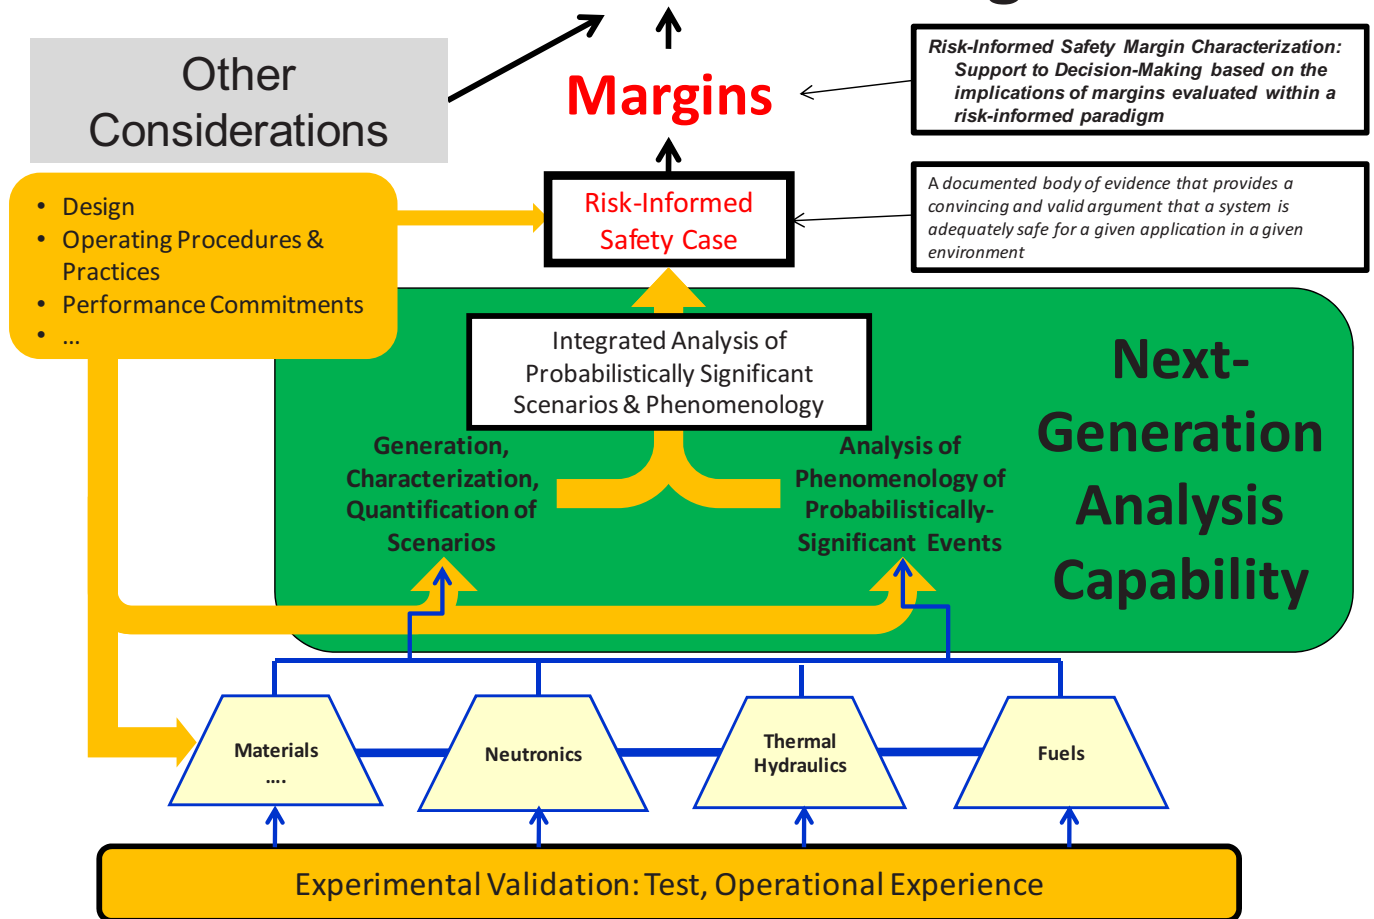 Other
Considerations
Margins
Risk-Informed Safety Margin Characterization:
Support to Decision-Making based on the
implications of margins evaluated within a
risk-informed paradigm
• Design
• Operating Procedures &
Practices
• Performance Commitments
• ...
Risk-Informed
Safety Case
A documented body of evidence that provides a
convincing and valid argument that a system is
adequately safe for a given application in a given
environment
Integrated Analysis of
Probabilistically Significant
Scenarios & Phenomenology
Generation,
Characterization,
Quantification of
Scenarios
Analysis of
Phenomenology of
Probabilistically-
Significant Events
Next-
Generation
Analysis
Capability
Materials
....
Neutronics
Thermal
Hydraulics
Fuels
Experimental Validation: Test, Operational Experience